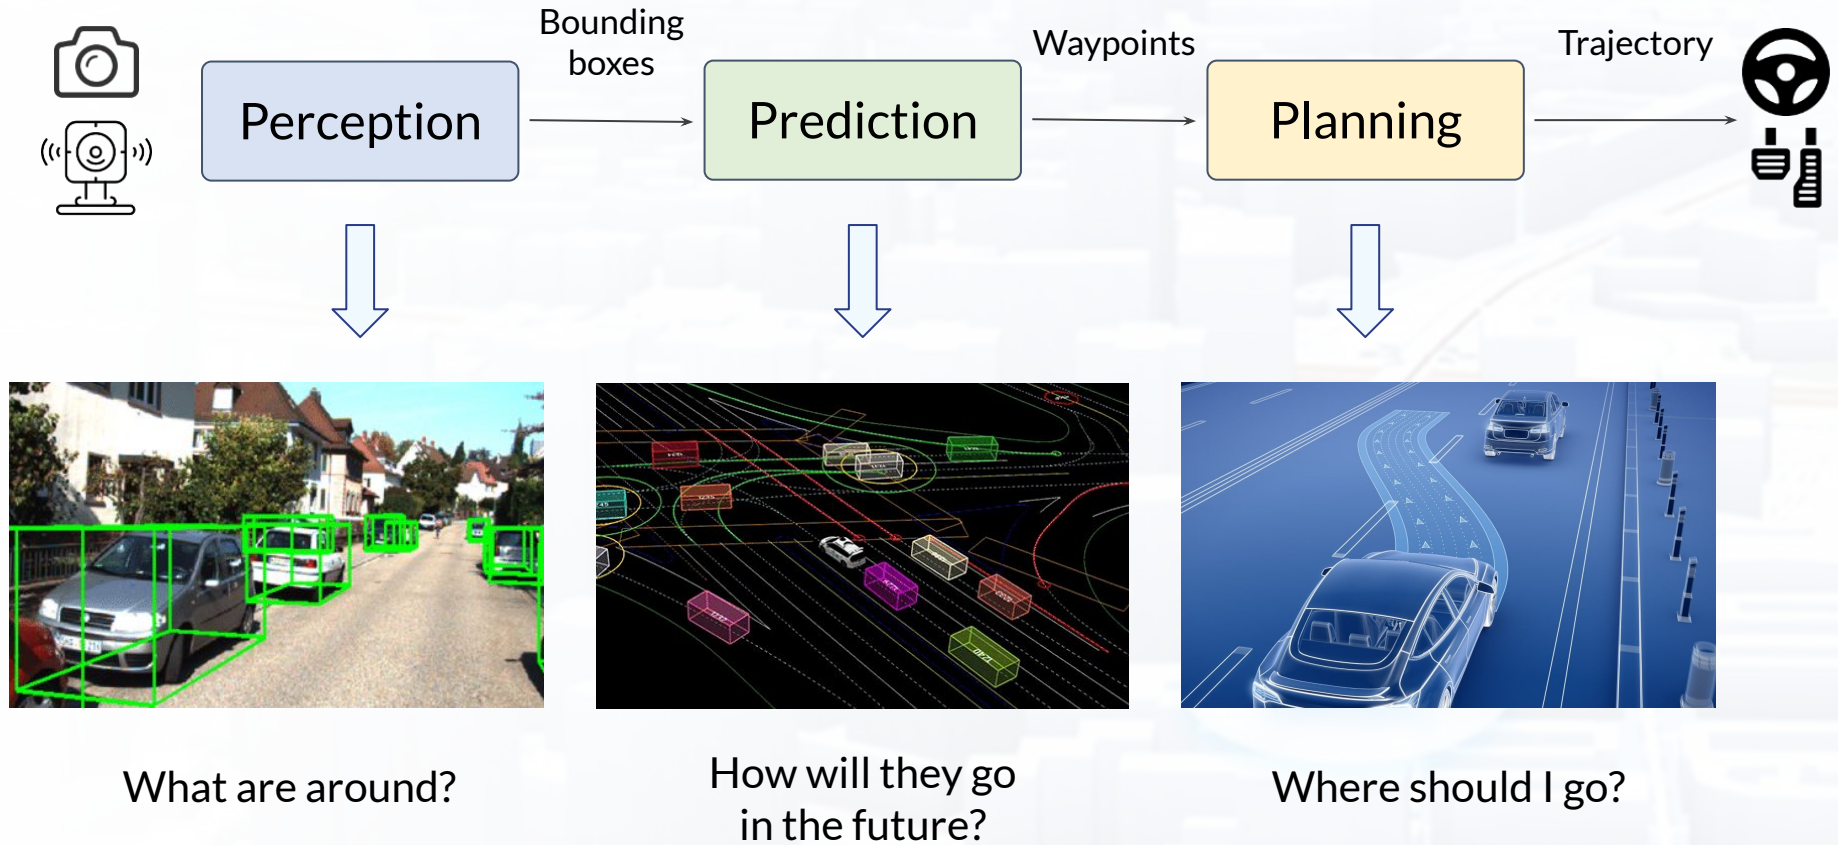 Bounding
boxes
Waypoints
Trajectory
Perception
Prediction
Planning
What are around?
How will they go
in the future?
Where should I go?